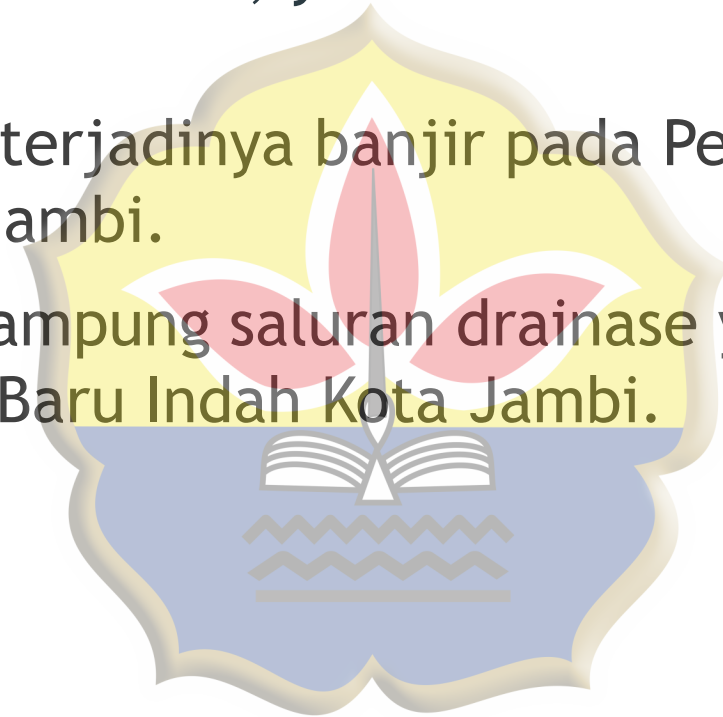 terjadinya banjir pada Pe
ambi.
ampung saluran drainase
Baru Indah Kota Jambi.